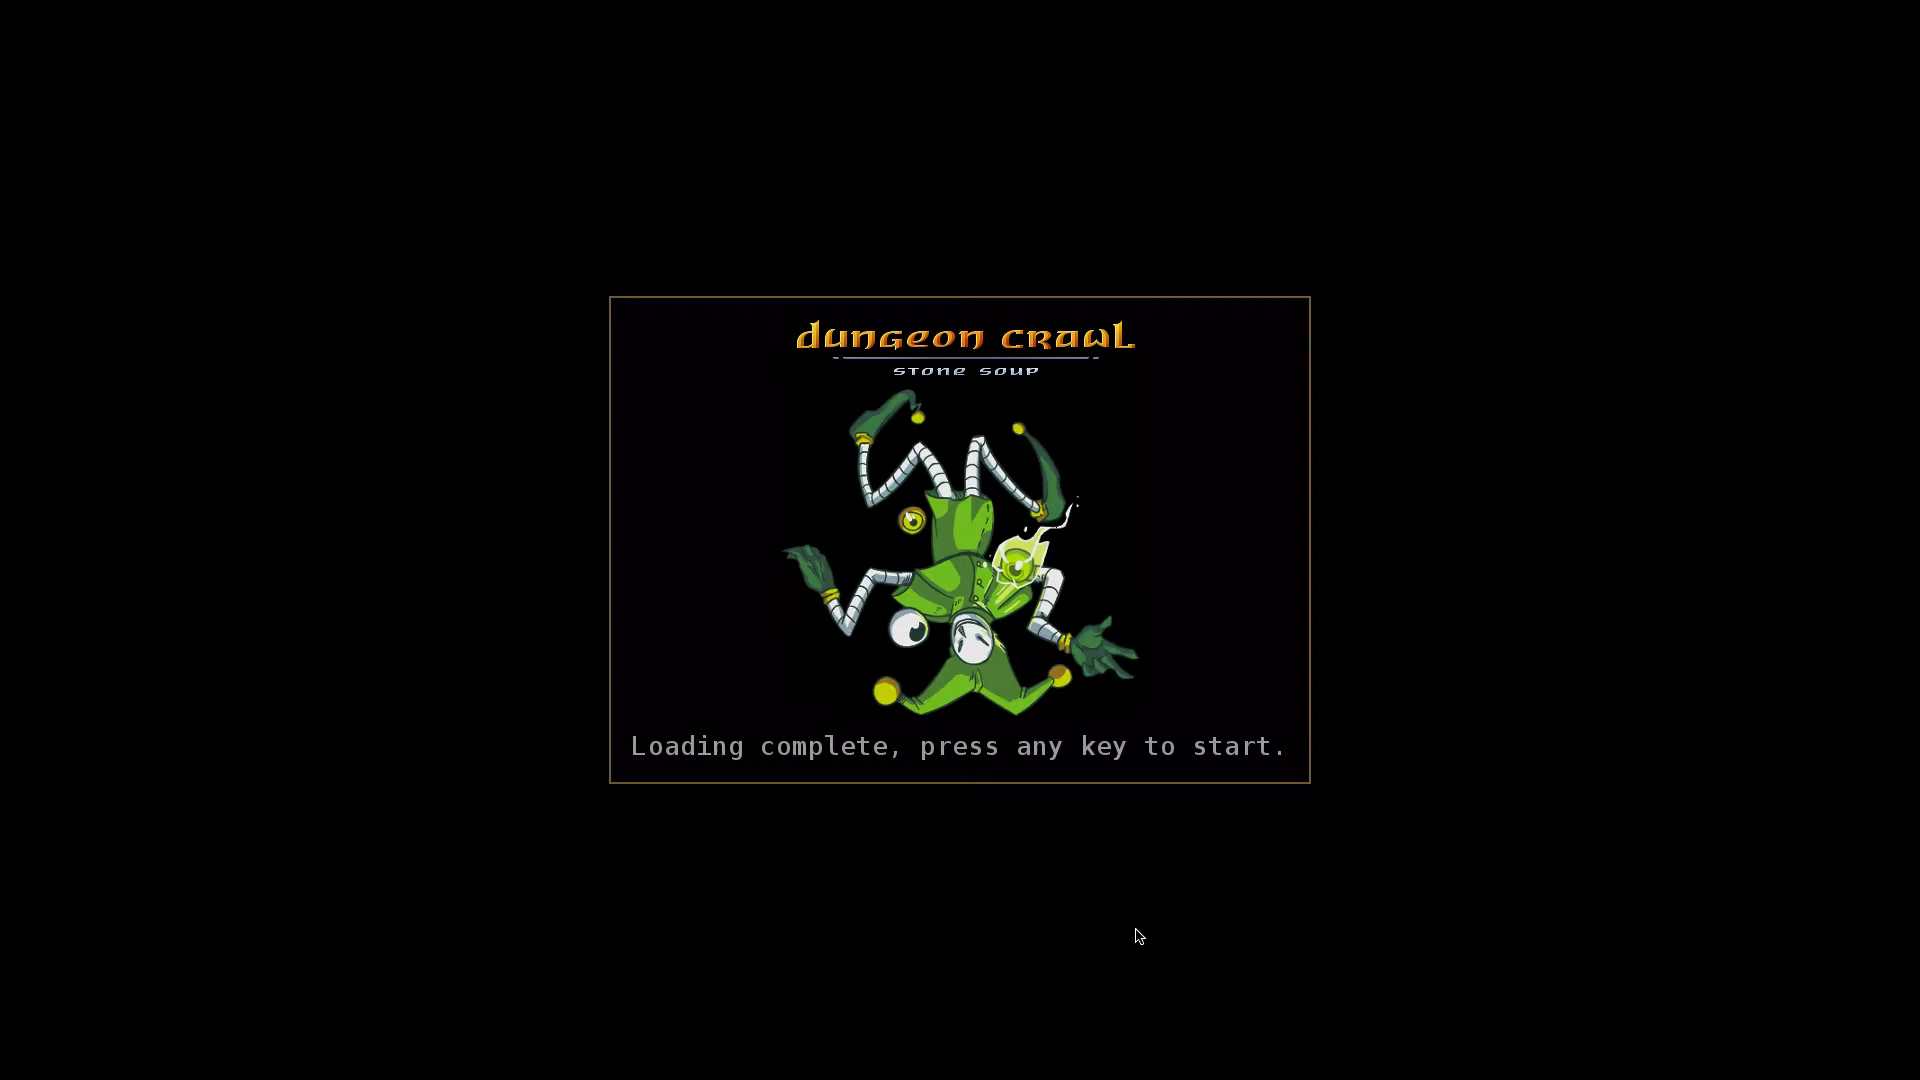 dungeon crawl
stone soup
Loading complete, press any key to start.